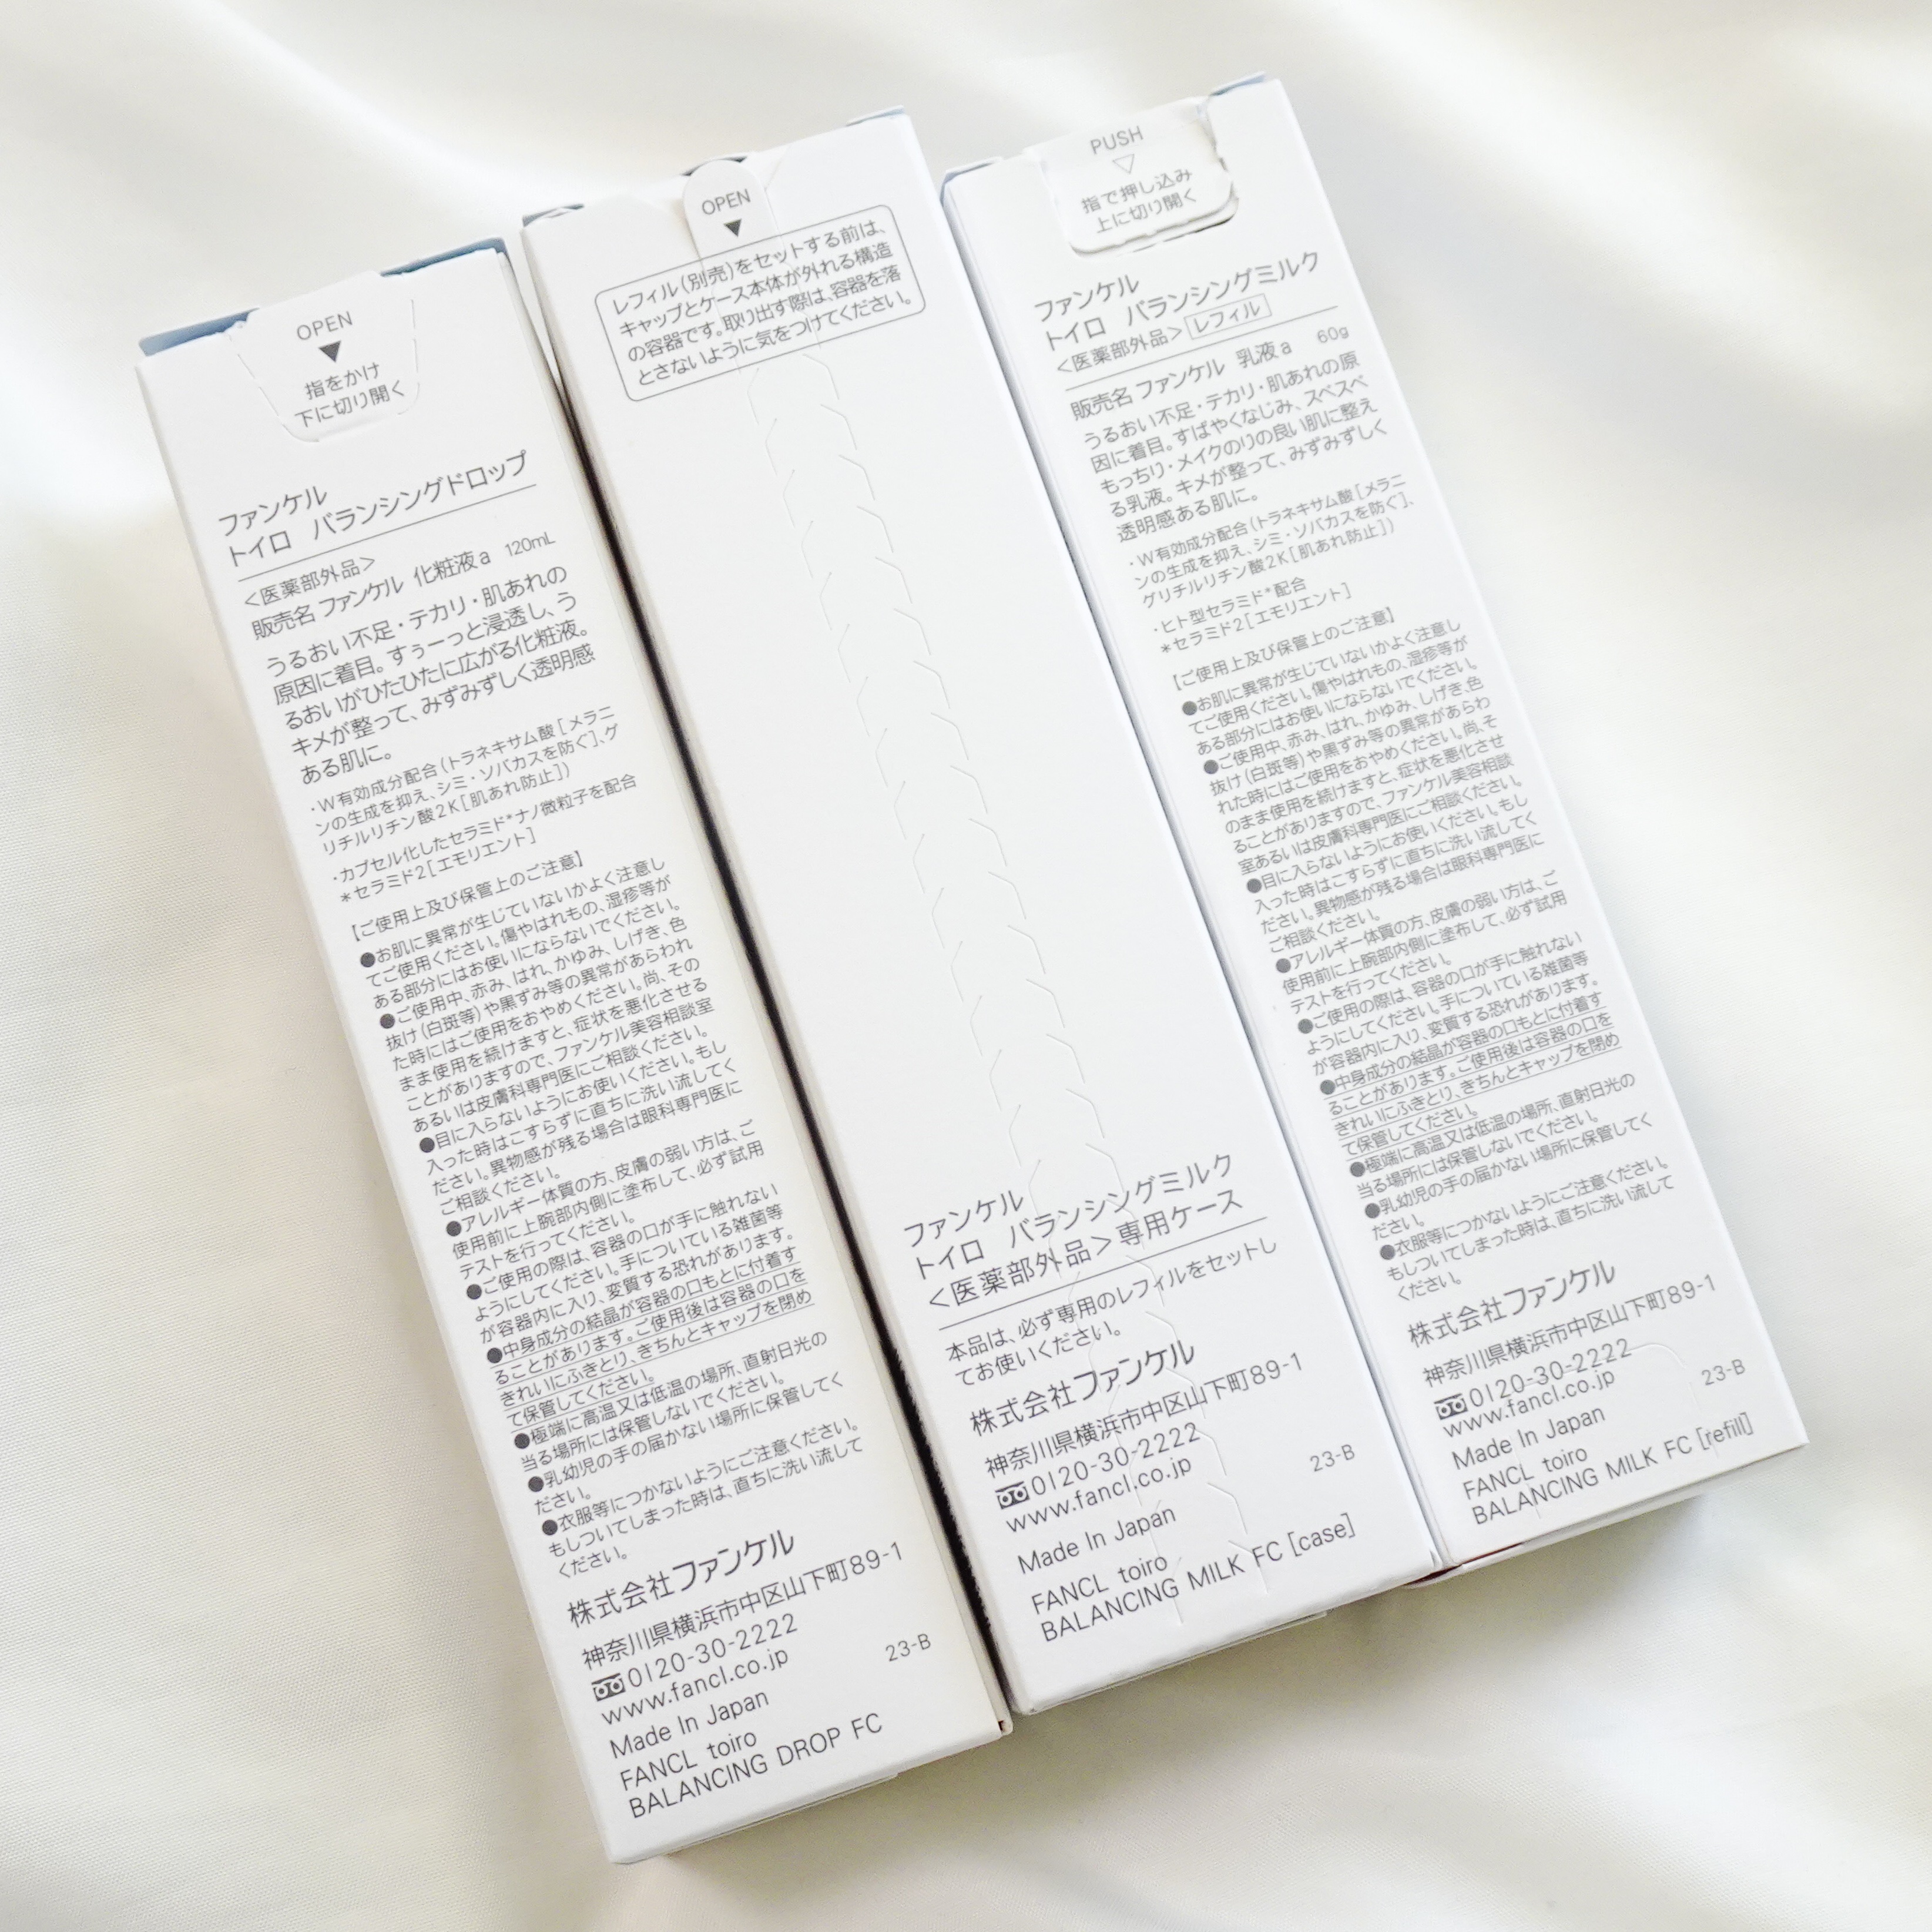 OPEN
▼
指をかけ
下に切り開く
ファンケル
トイロ バランシングドロップ
<医薬部外品>
販売名 ファンケル 化粧液a 120mL
うるおい不足・テカリ・肌あれの
原因に着目。すぅーっと浸透し、う
るおいがひたひたに広がる化粧液。
キメが整って、みずみずしく透明感
ある肌に。
・W有効成分配合(トラネキサム酸[メラニ
ンの生成を抑え、シミ・ソバカスを防ぐ]、グ
リチルリチン酸2K[肌あれ防止])
・カプセル化したセラミド*ナノ微粒子を配合
*セラミド2[エモリエント]
【ご使用上及び保管上のご注意】
●お肌に異常が生じていないかよく注意し
てご使用ください。傷やはれもの、湿疹等が
ある部分にはお使いにならないでください。
●ご使用中、赤み、はれ、かゆみ、しげき、色
抜け(白斑等)や黒ずみ等の異常があらわれ
た時にはご使用をおやめください。尚、その
まま使用を続けますと、症状を悪化させる
ことがありますので、ファンケル美容相談室
あるいは皮膚科専門医にご相談ください。
●目に入らないようにお使いください。もし
入った時はこすらずに直ちに洗い流してく
ださい。異物感が残る場合は眼科専門医に
ご相談ください。
●アレルギー体質の方、皮膚の弱い方は、ご
使用前に上腕部内側に塗布して、必ず試用
テストを行ってください。
●ご使用の際は、容器の口が手に触れない
ようにしてください。手についている雑菌等
が容器内に入り、変質する恐れがあります。
●中身成分の結晶が容器の口もとに付着す
ることがあります。ご使用後は容器の口を
きれいにふきとり、きちんとキャップを閉め
て保管してください。
●極端に高温又は低温の場所、直射日光の
当る場所には保管しないでください。
●乳幼児の手の届かない場所に保管してく
ださい。
●衣服等につかないようにご注意ください。
もしついてしまった時は、直ちに洗い流して
ください。
株式会社ファンケル
神奈川県横浜市中区山下町89-1
0120-30-2222
www.fancl.co.jp
23-B
Made In Japan
FANCL toiro
BALANCING DROP FC
OPEN
▼
レフィル(別売)をセットする前は、
キャップとケース本体が外れる構造
の容器です。取り出す際は、容器を落
とさないように気をつけてください。
ファンケル
トイロ バランシングミルク
<医薬部外品>専用ケース
本品は、必ず専用のレフィルをセットし
てお使いください。
株式会社ファンケル
神奈川県横浜市中区山下町89-1
0120-30-2222
www.fancl.co.jp
23-B
Made In Japan
FANCL toiro
BALANCING MILK FC [case]
PUSH
▽
指で押し込み
上に切り開く
ファンケル
トイロ バランシングミルク
<医薬部外品> レフィル
販売名 ファンケル 乳液a 60g
うるおい不足・テカリ・肌あれの原
因に着目。すばやくなじみ、スベスベ
もっちり・メイクのりの良い肌に整え
る乳液。キメが整って、みずみずしく
透明感ある肌に。
・W有効成分配合(トラネキサム酸[メラニ
ンの生成を抑え、シミ・ソバカスを防ぐ]、
グリチルリチン酸2K[肌あれ防止])
・ヒト型セラミド*配合
*セラミド2[エモリエント]
【ご使用上及び保管上のご注意】
●お肌に異常が生じていないかよく注意し
てご使用ください。傷やはれもの、湿疹等が
ある部分にはお使いにならないでください。
●ご使用中、赤み、はれ、かゆみ、しげき、色
抜け(白斑等)や黒ずみ等の異常があらわ
れた時にはご使用をおやめください。尚、そ
のまま使用を続けますと、症状を悪化させ
ることがありますので、ファンケル美容相談
室あるいは皮膚科専門医にご相談ください。
●目に入らないようにお使いください。もし
入った時はこすらずに直ちに洗い流してく
ださい。異物感が残る場合は眼科専門医に
ご相談ください。
●アレルギー体質の方、皮膚の弱い方は、ご
使用前に上腕部内側に塗布して、必ず試用
テストを行ってください。
●ご使用の際は、容器の口が手に触れない
ようにしてください。手についている雑菌等
が容器内に入り、変質する恐れがあります。
●中身成分の結晶が容器の口もとに付着す
ることがあります。ご使用後は容器の口を
きれいにふきとり、きちんとキャップを閉め
て保管してください。
●極端に高温又は低温の場所、直射日光の
当る場所には保管しないでください。
●乳幼児の手の届かない場所に保管してく
ださい。
●衣服等につかないようにご注意ください。
もしついてしまった時は、直ちに洗い流して
ください。
株式会社ファンケル
神奈川県横浜市中区山下町89-1
0120-30-2222
www.fancl.co.jp
23-B
Made In Japan
FANCL toiro
BALANCING MILK FC [refill]